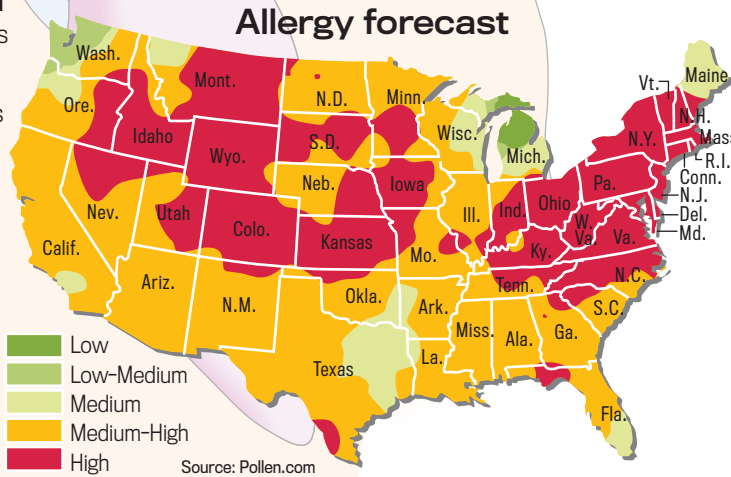 Allergy forecast
Wash.
Ore.
Idaho
Mont.
Wyo.
N.D.
S.D.
Neb.
Minn.
Wisc.
Mich.
Iowa
Nev.
Utah
Colo.
Kansas
Calif.
Ariz.
N.M.
Okla.
Texas
Mo.
Ark.
La.
Ill.
Ind.
Ohio
Ky.
Tenn.
Miss.
Ala.
Ga.
Fla.
S.C.
N.C.
Va.
W.
Va.
Pa.
N.Y.
Vt.
N.H.
Maine
Mass
R.I.
Conn.
N.J.
Del.
Md.
Low
Low-Medium
Medium
Medium-High
High
Source: Pollen.com